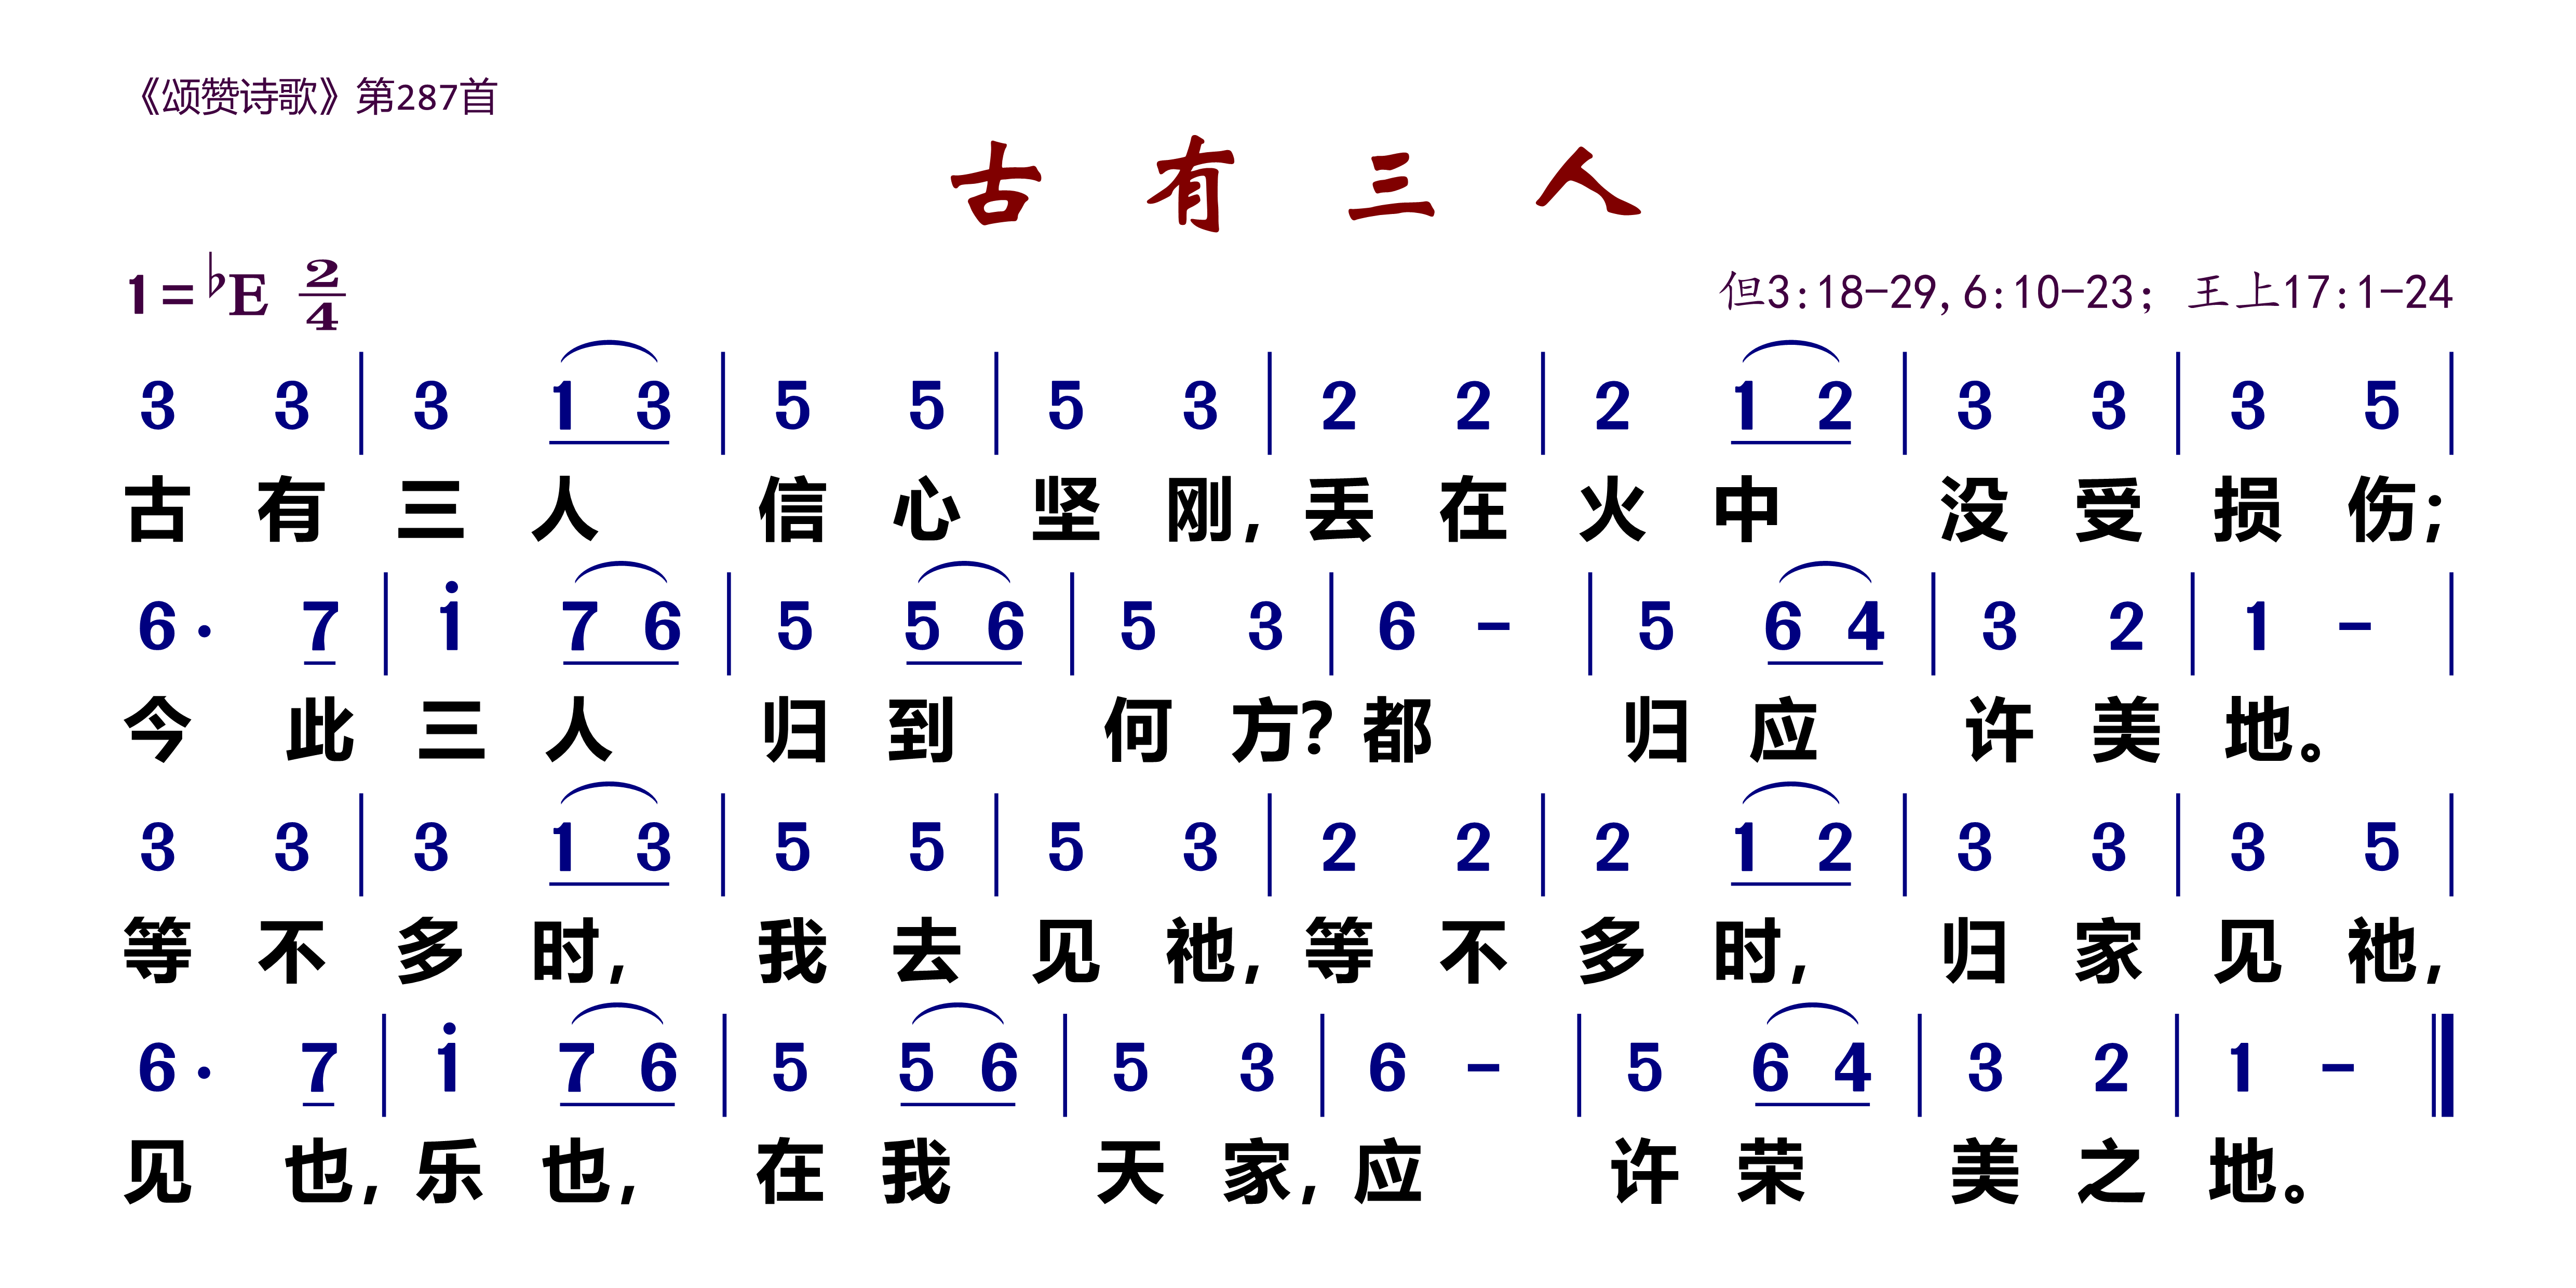 《颂赞诗歌》第287首
古有三人
1=♭E 2/4 但3:18-29,6:10-23；王上17:1-24
3 3 | 3 1 3 | 5 5 | 5 3 | 2 2 | 2 1 2 | 3 3 | 3 5 |
古有三人信心坚刚,丢在火中没受损伤;
6· 7 | i 7 6 | 5 5 6 | 5 3 | 6 - | 5 6 4 | 3 2 | 1 - |
今此三人归到何方?都归应许美地。
3 3 | 3 1 3 | 5 5 | 5 3 | 2 2 | 2 1 2 | 3 3 | 3 5 |
等不多时,我去见祂,等不多时,归家见祂,
6· 7 | i 7 6 | 5 5 6 | 5 3 | 6 - | 5 6 4 | 3 2 | 1 - ‖
见也,乐也,在我天家,应许荣美之地。